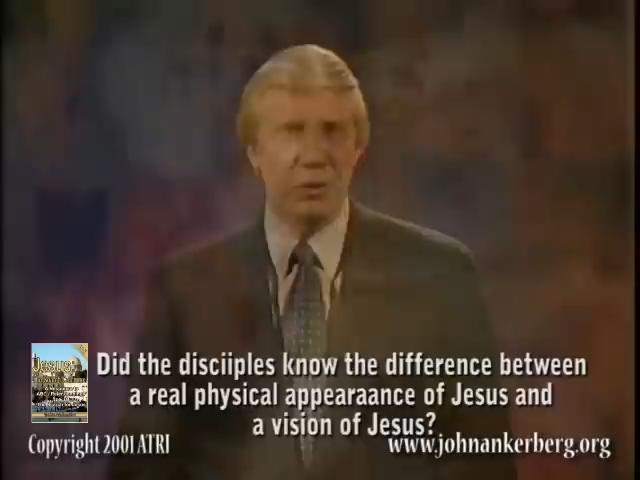 Jesus:
Did the disciiples know the difference between
a real physical appearaance of Jesus and
a vision of Jesus?
Copyright 2001 ATRI
www.johnankerberg.org